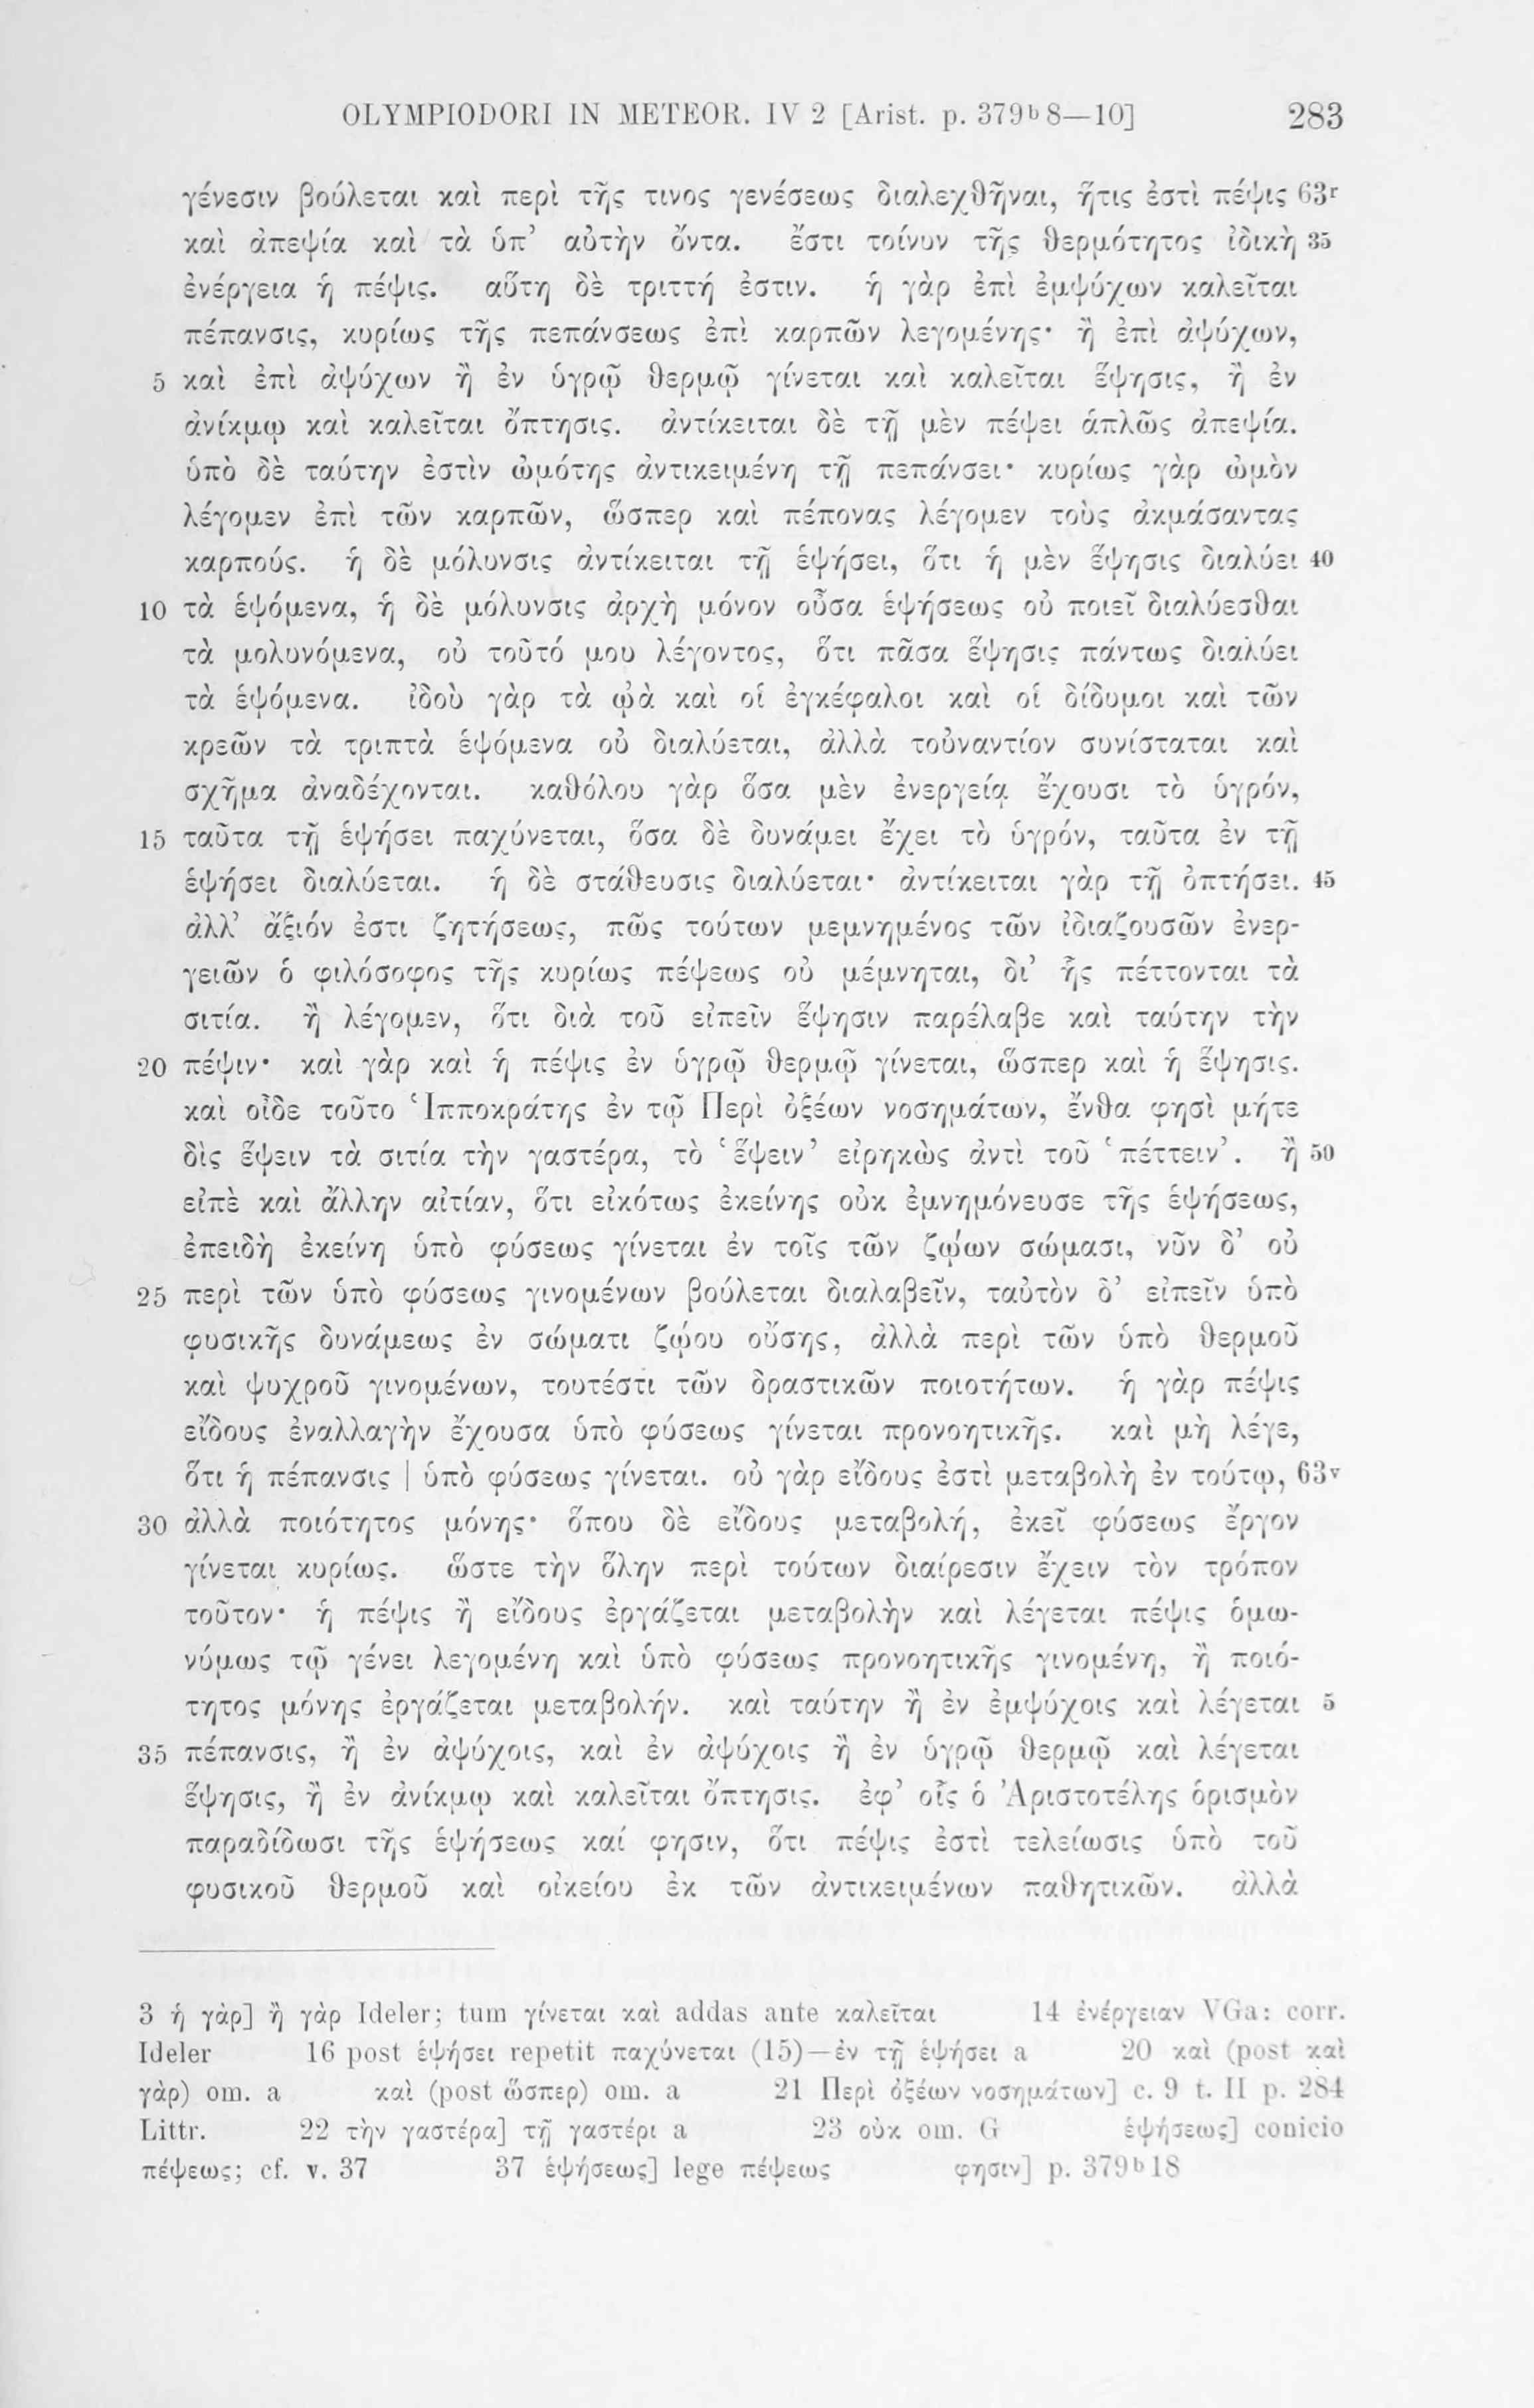 OLYMPIODORI IN METEOR. IV 2 [Arist. p. 379b 8—10] 283
γένεσιν βούλεται καὶ περὶ τῆς τινος γενέσεως διαλεχθῆναι, ἥτις ἐστὶ πέψις 63r
καὶ ἀπεψία καὶ τὰ ὑπ’ αὐτὴν ὄντα. ἔστι τοίνυν τῆς θερμότητος ἰδικὴ 35
ἐνέργεια ἡ πέψις. αὕτη δὲ τριττή ἐστιν. ἡ γὰρ ἐπὶ ἐμψύχων καλεῖται
πέπανσις, κυρίως τῆς πεπάνσεως ἐπὶ καρπῶν λεγομένης· ἢ ἐπὶ ἀψύχων,
5 καὶ ἐπὶ ἀψύχων ἢ ἐν ὑγρῷ θερμῷ γίνεται καὶ καλεῖται ἕψησις, ἢ ἐν
ἀνίκμῳ καὶ καλεῖται ὄπτησις. ἀντίκειται δὲ τῇ μὲν πέψει ἁπλῶς ἀπεψία.
ὑπὸ δὲ ταύτην ἐστὶν ὠμότης ἀντικειμένη τῇ πεπάνσει· κυρίως γὰρ ὠμὸν
λέγομεν ἐπὶ τῶν καρπῶν, ὥσπερ καὶ πέπονας λέγομεν τοὺς ἀκμάσαντας
καρπούς. ἡ δὲ μόλυνσις ἀντίκειται τῇ ἑψήσει, ὅτι ἡ μὲν ἕψησις διαλύει 40
10 τὰ ἑψόμενα, ἡ δὲ μόλυνσις ἀρχὴ μόνον οὖσα ἑψήσεως οὐ ποιεῖ διαλύεσθαι
τὰ μολυνόμενα, οὐ τοῦτό μου λέγοντος, ὅτι πᾶσα ἕψησις πάντως διαλύει
τὰ ἑψόμενα. ἰδοὺ γὰρ τὰ ᾠὰ καὶ οἱ ἐγκέφαλοι καὶ οἱ δίδυμοι καὶ τῶν
κρεῶν τὰ τριπτὰ ἑψόμενα οὐ διαλύεται, ἀλλὰ τοὐναντίον συνίσταται καὶ
σχῆμα ἀναδέχονται. καθόλου γὰρ ὅσα μὲν ἐνεργείᾳ ἔχουσι τὸ ὑγρόν,
15 ταῦτα τῇ ἑψήσει παχύνεται, ὅσα δὲ δυνάμει ἔχει τὸ ὑγρόν, ταῦτα ἐν τῇ
ἑψήσει διαλύεται. ἡ δὲ στάθευσις διαλύεται· ἀντίκειται γὰρ τῇ ὀπτήσει. 45
ἀλλ’ ἄξιόν ἐστι ζητήσεως, πῶς τούτων μεμνημένος τῶν ἰδιαζουσῶν ἐνερ-
γειῶν ὁ φιλόσοφος τῆς κυρίως πέψεως οὐ μέμνηται, δι’ ἧς πέττονται τὰ
σιτία. ἢ λέγομεν, ὅτι διὰ τοῦ εἰπεῖν ἕψησιν παρέλαβε καὶ ταύτην τὴν
20 πέψιν· καὶ γὰρ καὶ ἡ πέψις ἐν ὑγρῷ θερμῷ γίνεται, ὥσπερ καὶ ἡ ἕψησις.
καὶ οἶδε τοῦτο Ἱπποκράτης ἐν τῷ Περὶ ὀξέων νοσημάτων, ἔνθα φησὶ μήτε
δὶς ἕψειν τὰ σιτία τὴν γαστέρα, τὸ ‘ἕψειν’ εἰρηκὼς ἀντὶ τοῦ ‘πέττειν’. ἢ 50
εἰπὲ καὶ ἄλλην αἰτίαν, ὅτι εἰκότως ἐκείνης οὐκ ἐμνημόνευσε τῆς ἑψήσεως,
ἐπειδὴ ἐκείνη ὑπὸ φύσεως γίνεται ἐν τοῖς τῶν ζῴων σώμασι, νῦν δ’ οὐ
25 περὶ τῶν ὑπὸ φύσεως γινομένων βούλεται διαλαβεῖν, ταὐτὸν δ’ εἰπεῖν ὑπὸ
φυσικῆς δυνάμεως ἐν σώματι ζῴου οὔσης, ἀλλὰ περὶ τῶν ὑπὸ θερμοῦ
καὶ ψυχροῦ γινομένων, τουτέστι τῶν δραστικῶν ποιοτήτων. ἡ γὰρ πέψις
εἴδους ἐναλλαγὴν ἔχουσα ὑπὸ φύσεως γίνεται προνοητικῆς. καὶ μὴ λέγε,
ὅτι ἡ πέπανσις | ὑπὸ φύσεως γίνεται. οὐ γὰρ εἴδους ἐστὶ μεταβολὴ ἐν τούτῳ, 63v
30 ἀλλὰ ποιότητος μόνης· ὅπου δὲ εἴδους μεταβολή, ἐκεῖ φύσεως ἔργον
γίνεται κυρίως. ὥστε τὴν ὅλην περὶ τούτων διαίρεσιν ἔχειν τὸν τρόπον
τοῦτον· ἡ πέψις ἢ εἴδους ἐργάζεται μεταβολὴν καὶ λέγεται πέψις ὁμω-
νύμως τῷ γένει λεγομένη καὶ ὑπὸ φύσεως προνοητικῆς γινομένη, ἢ ποιό-
τητος μόνης ἐργάζεται μεταβολήν. καὶ ταύτην ἢ ἐν ἐμψύχοις καὶ λέγεται 5
35 πέπανσις, ἢ ἐν ἀψύχοις, καὶ ἐν ἀψύχοις ἢ ἐν ὑγρῷ θερμῷ καὶ λέγεται
ἕψησις, ἢ ἐν ἀνίκμῳ καὶ καλεῖται ὄπτησις. ἐφ’ οἷς ὁ Ἀριστοτέλης ὁρισμὸν
παραδίδωσι τῆς ἑψήσεως καί φησιν, ὅτι πέψις ἐστὶ τελείωσις ὑπὸ τοῦ
φυσικοῦ θερμοῦ καὶ οἰκείου ἐκ τῶν ἀντικειμένων παθητικῶν. ἀλλὰ
3 ἡ γὰρ] ἢ γὰρ Ideler; tum γίνεται καὶ addas ante καλεῖται 14 ἐνέργειαν VGa: corr.
Ideler 16 post ἑψήσει repetit παχύνεται (15)—ἐν τῇ ἑψήσει a 20 καὶ (post καὶ
γὰρ) om. a καὶ (post ὥσπερ) om. a 21 Περὶ ὀξέων νοσημάτων] c. 9 t. II p. 284
Littr. 22 τὴν γαστέρα] τῇ γαστέρι a 23 οὐκ om. G ἑψήσεως] conicio
πέψεως; cf. v. 37 37 ἑψήσεως] lege πέψεως φησιν] p. 379b 18